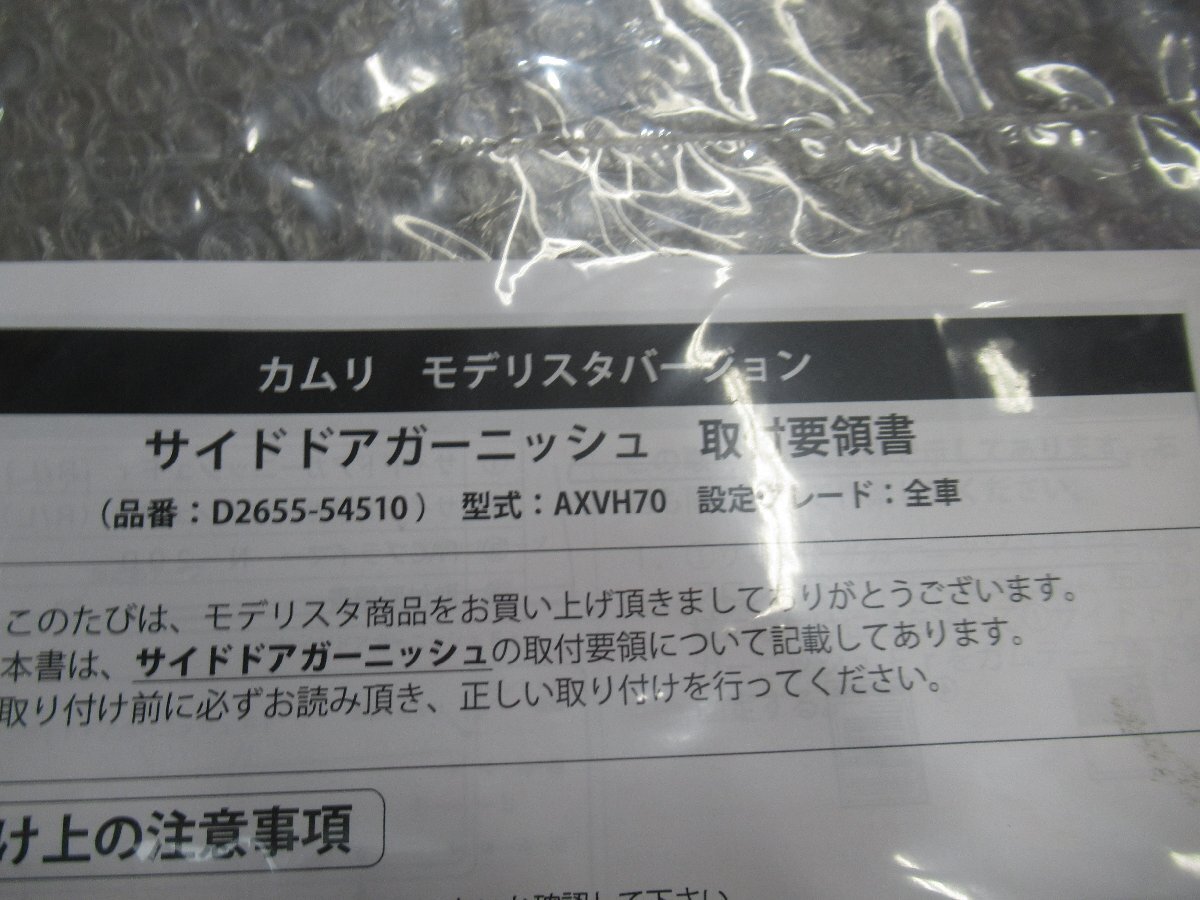 カムリ モデリスタバージョン
サイドドアガーニッシュ 取付要領書
（品番：D2655-54510） 型式：AXVH70 設定グレード：全車
このたびは、モデリスタ商品をお買い上げ頂きましてありがとうございます。
本書は、サイドドアガーニッシュの取付要領について記載してあります。
取り付け前に必ずお読み頂き、正しい取り付けを行ってください。
け上の注意事項
確認して下さい